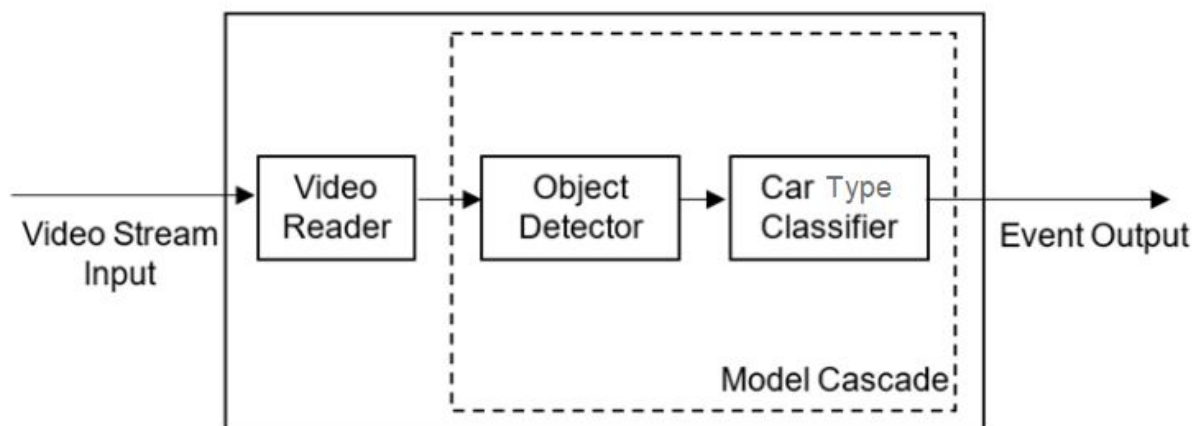 Video Stream
Input
Video
Reader
Object
Detector
Car Type
Classifier
Model Cascade
Event Output